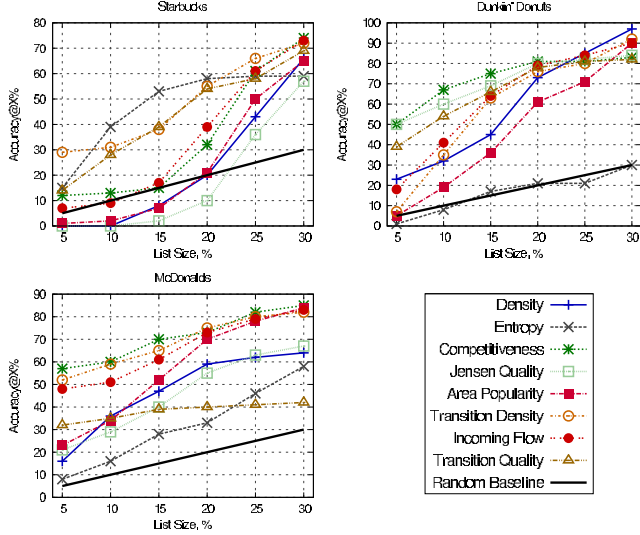 Starbucks
Accuracy@X%
80
70
60
50
40
30
20
10
0
5 10 15 20 25 30
List Size, %
Dunkin' Donuts
Accuracy@X%
100
90
80
70
60
50
40
30
20
10
0
5 10 15 20 25 30
List Size, %
McDonalds
Accuracy@X%
90
80
70
60
50
40
30
20
10
0
5 10 15 20 25 30
List Size, %
Density
Entropy
Competitiveness
Jensen Quality
Area Popularity
Transition Density
Incoming Flow
Transition Quality
Random Baseline